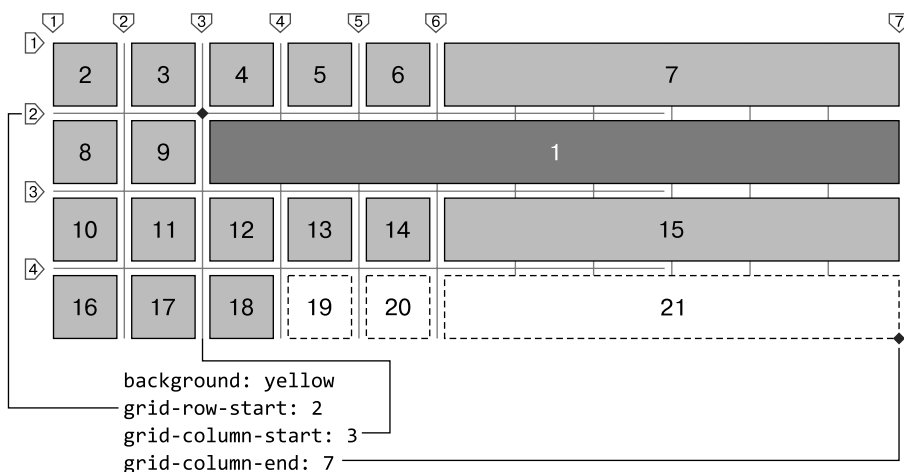 1 2 3 4 5 6 7
1
2 3 4 5 6 7
2
8 9 1
3
10 11 12 13 14 15
4
16 17 18 19 20 21
background: yellow
grid-row-start: 2
grid-column-start: 3
grid-column-end: 7